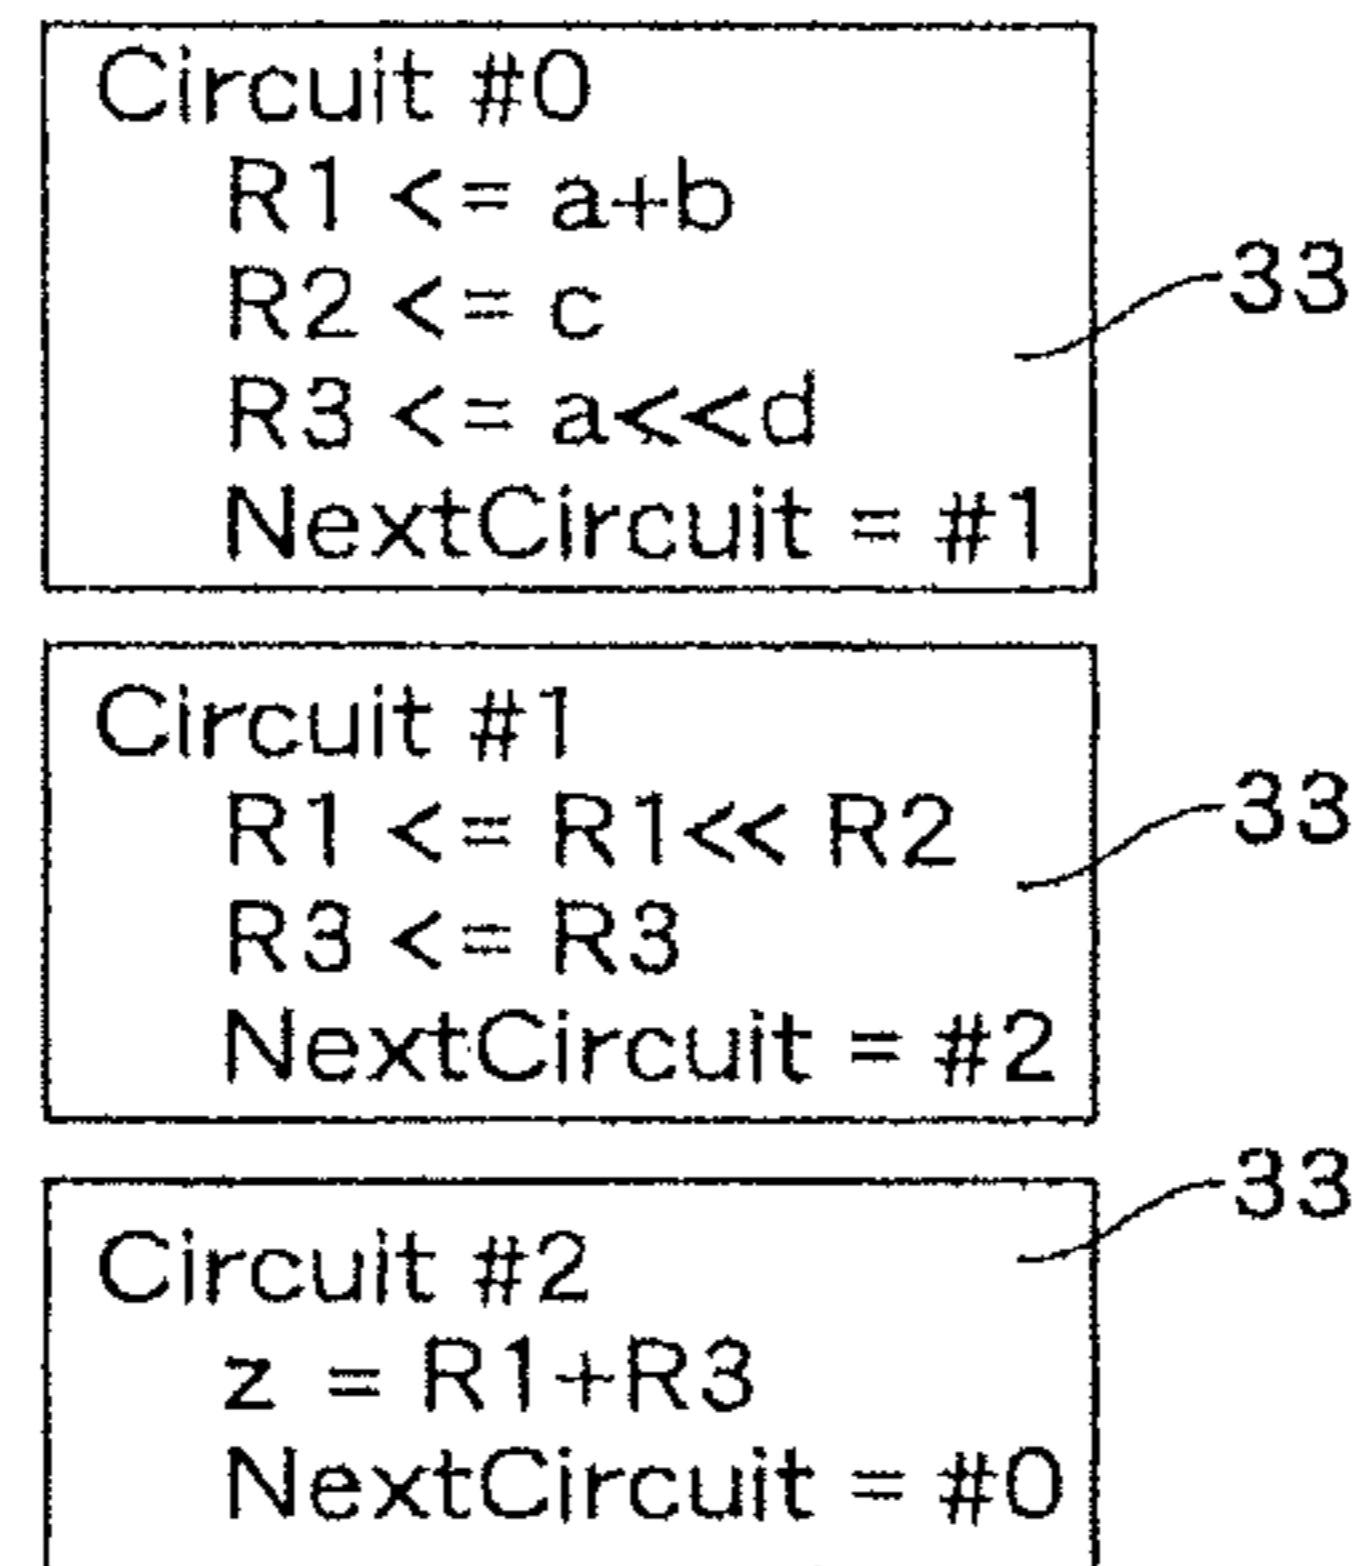 Circuit #0
R1 <= a+b
R2 <= c
R3 <= a<<d
NextCircuit = #1
33
Circuit #1
R1 <= R1<< R2
R3 <= R3
NextCircuit = #2
33
Circuit #2
z = R1+R3
NextCircuit = #0
33